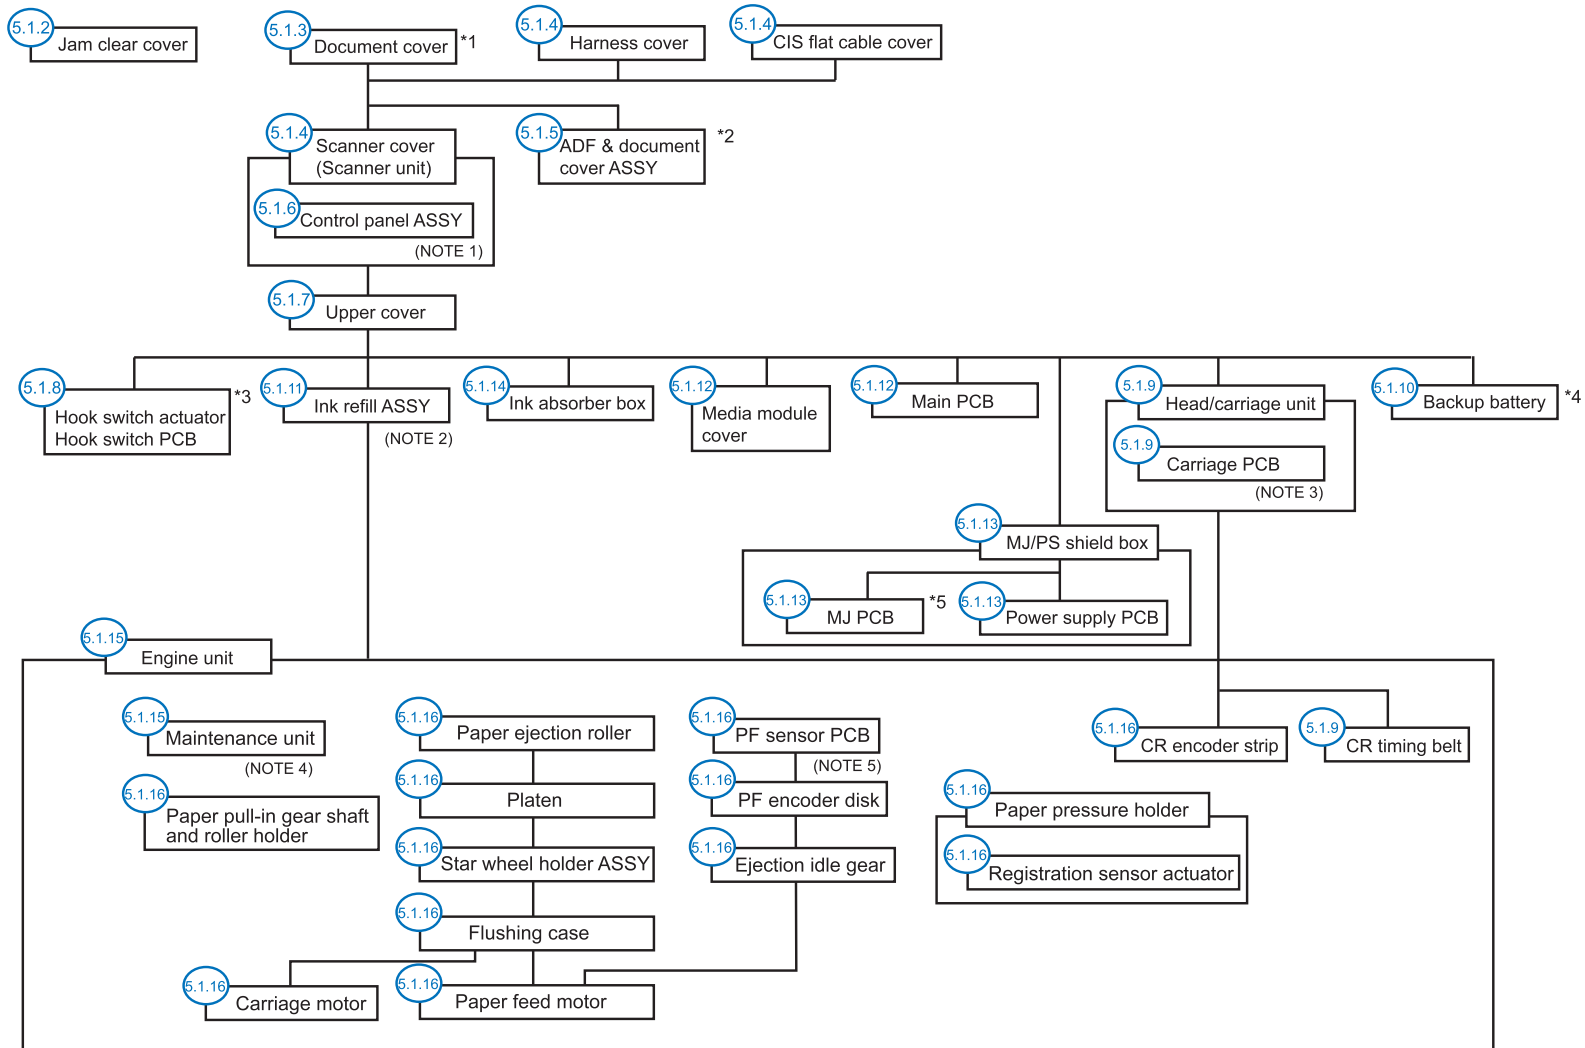 5.1.2
Jam clear cover
5.1.3
Document cover
*1
5.1.4
Harness cover
5.1.4
CIS flat cable cover
5.1.4
Scanner cover
(Scanner unit)
5.1.5
ADF & document
cover ASSY
*2
5.1.6
Control panel ASSY
(NOTE 1)
5.1.7
Upper cover
5.1.8
Hook switch actuator
Hook switch PCB
*3
5.1.11
Ink refill ASSY
(NOTE 2)
5.1.14
Ink absorber box
5.1.12
Media module
cover
5.1.12
Main PCB
5.1.9
Head/carriage unit
5.1.9
Carriage PCB
(NOTE 3)
5.1.10
Backup battery
*4
5.1.13
MJ/PS shield box
5.1.13
MJ PCB
*5
5.1.13
Power supply PCB
5.1.15
Engine unit
5.1.15
Maintenance unit
(NOTE 4)
5.1.16
Paper pull-in gear shaft
and roller holder
5.1.16
Paper ejection roller
5.1.16
Platen
5.1.16
Star wheel holder ASSY
5.1.16
Flushing case
5.1.16
Carriage motor
5.1.16
Paper feed motor
5.1.16
PF sensor PCB
(NOTE 5)
5.1.16
PF encoder disk
5.1.16
Ejection idle gear
5.1.16
CR encoder strip
5.1.9
CR timing belt
5.1.16
Paper pressure holder
5.1.16
Registration sensor actuator